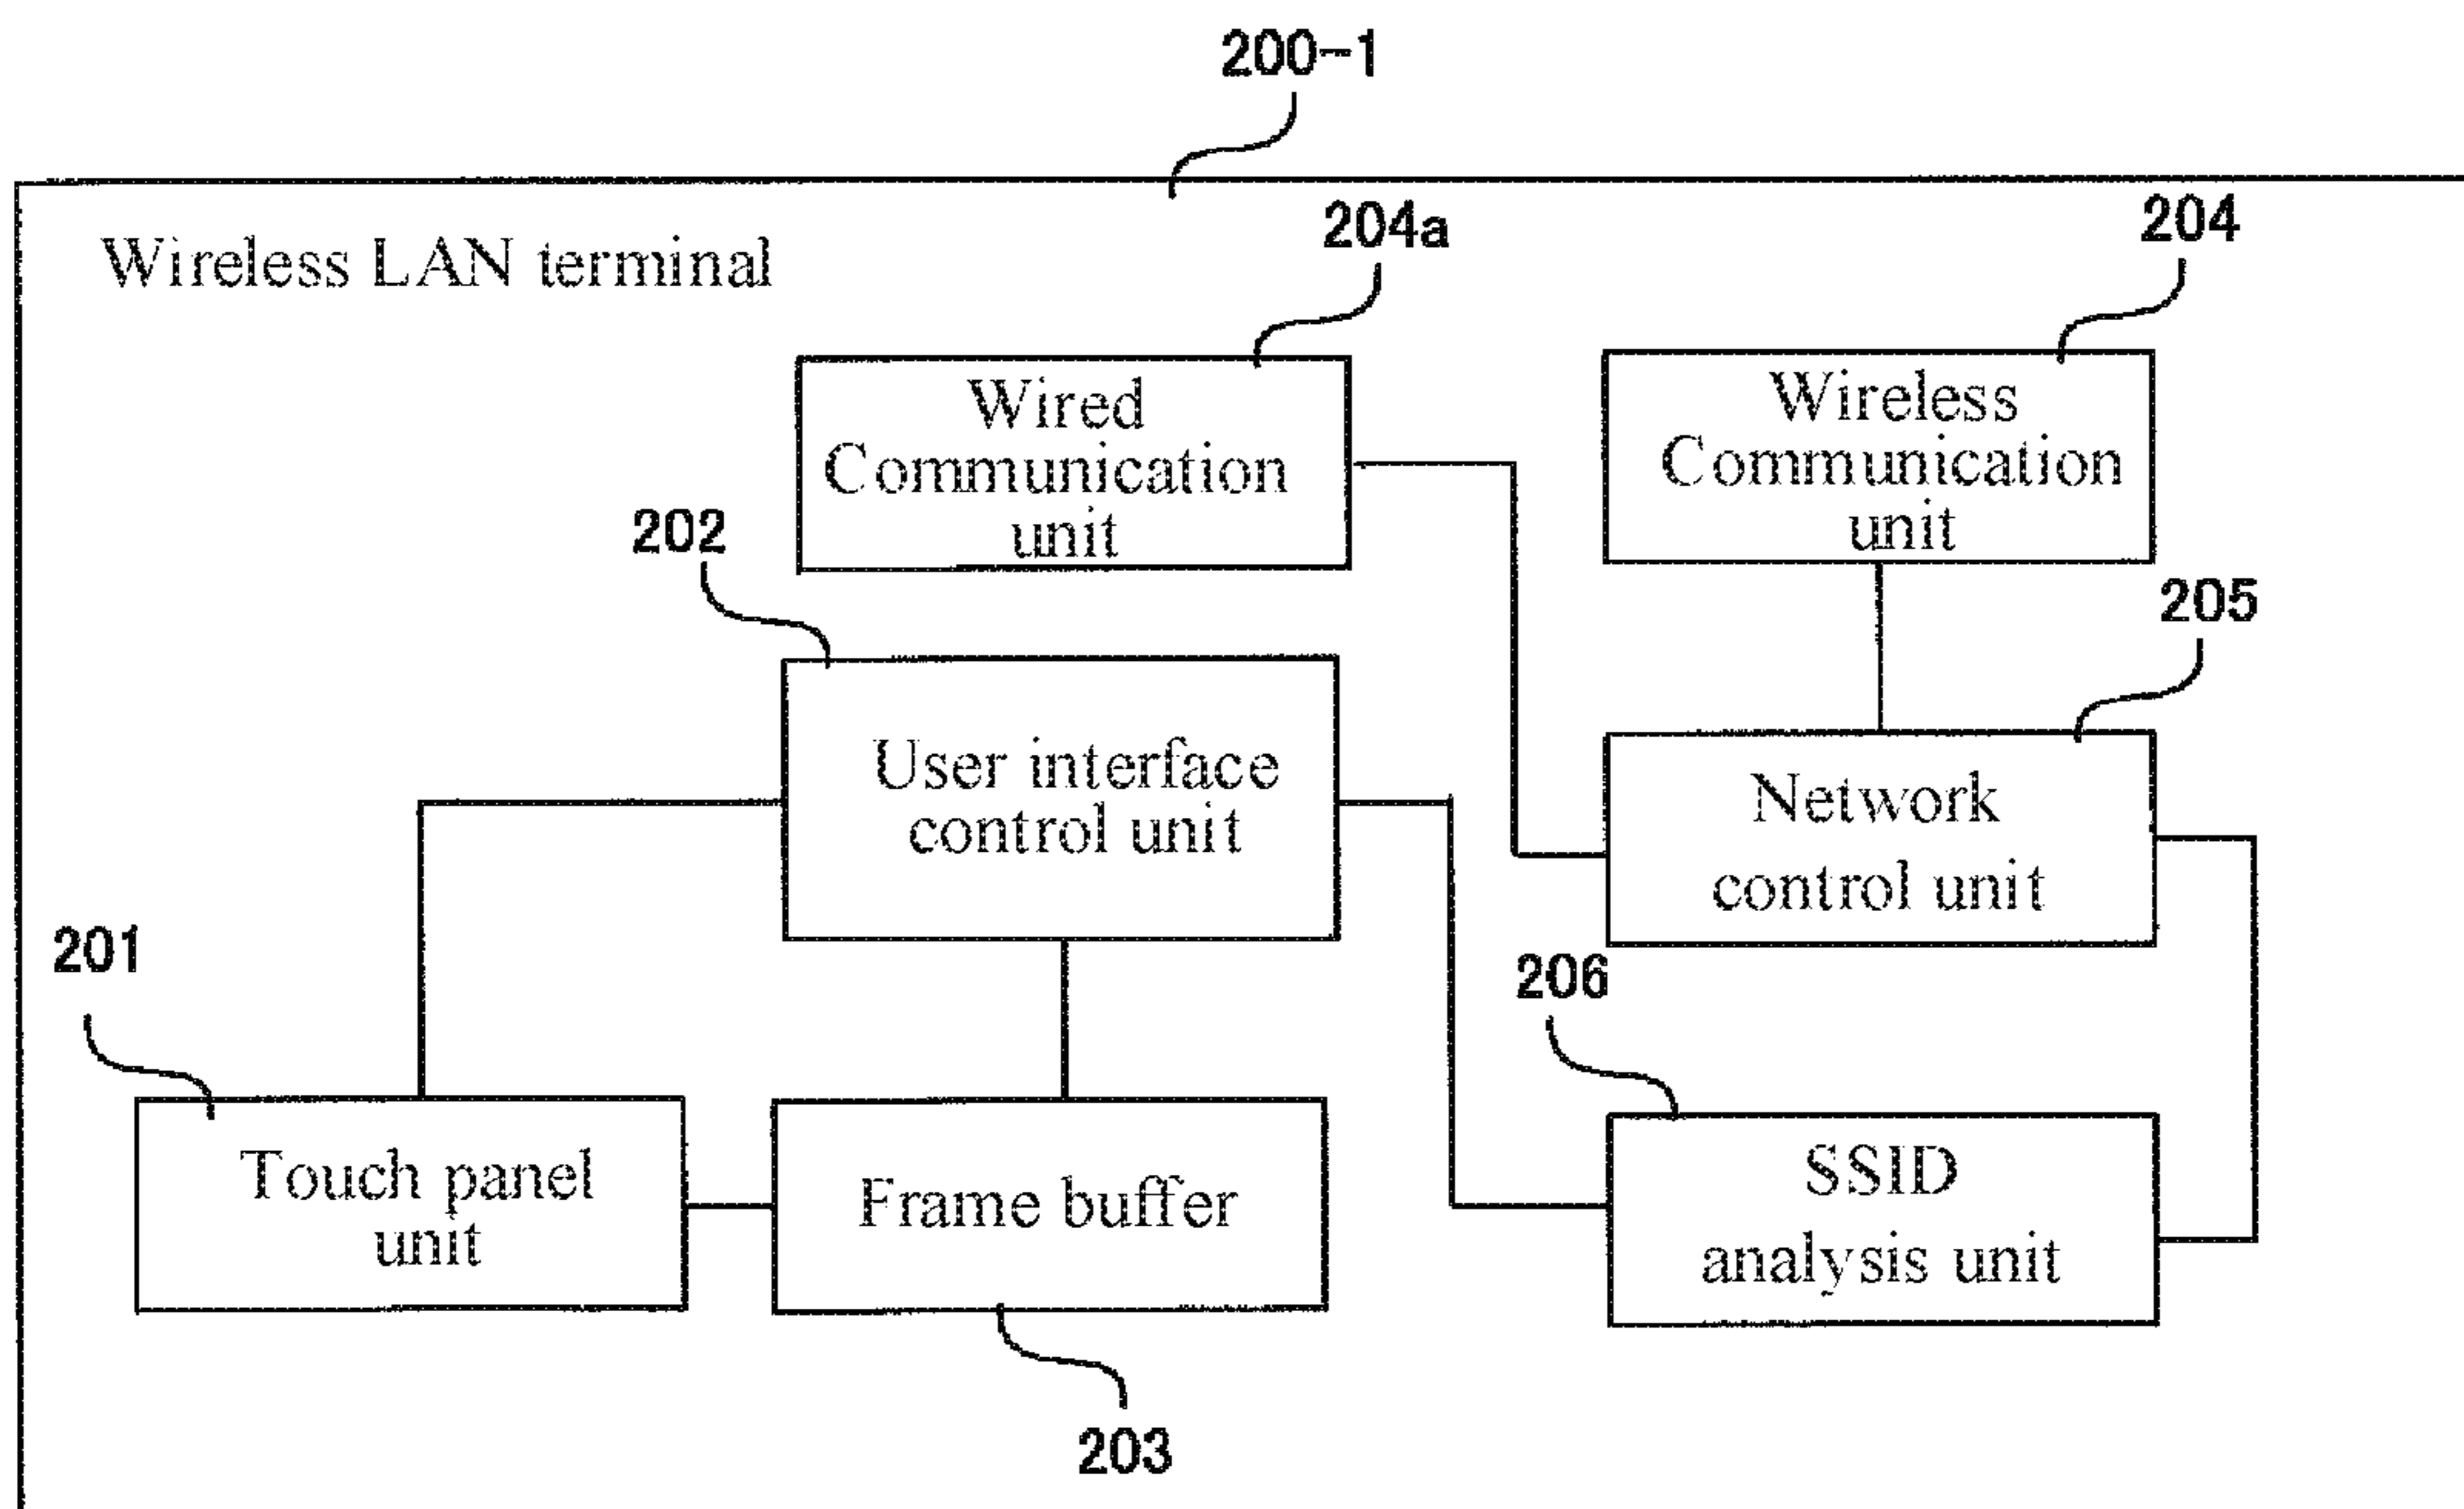 200-1
Wireless LAN terminal
204a
204
Wired
Communication
unit
Wireless
Communication
unit
202
205
User interface
control unit
Network
control unit
201
206
Touch panel
unit
Frame buffer
SSID
analysis unit
203